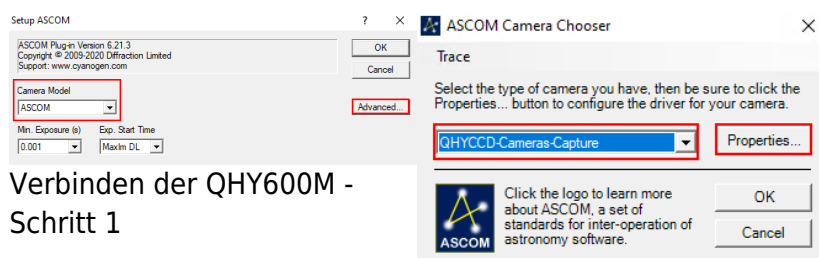 Setup ASCOM
? ×
ASCOM Plug-in Version 6.21.3
Copyright © 2009-2020 Diffraction Limited
Support: www.cyanogen.com
OK
Cancel
Camera Model
ASCOM
Advanced...
Min. Exposure (s) Exp. Start Time
0.001 MaxIm DL
Verbinden der QHY600M -
Schritt 1
ASCOM Camera Chooser
×
Trace
Select the type of camera you have, then be sure to click the
Properties... button to configure the driver for your camera.
QHYCCD-Cameras-Capture
Properties...
Click the logo to learn more
about ASCOM, a set of
standards for inter-operation of
astronomy software.
ASCOM
OK
Cancel